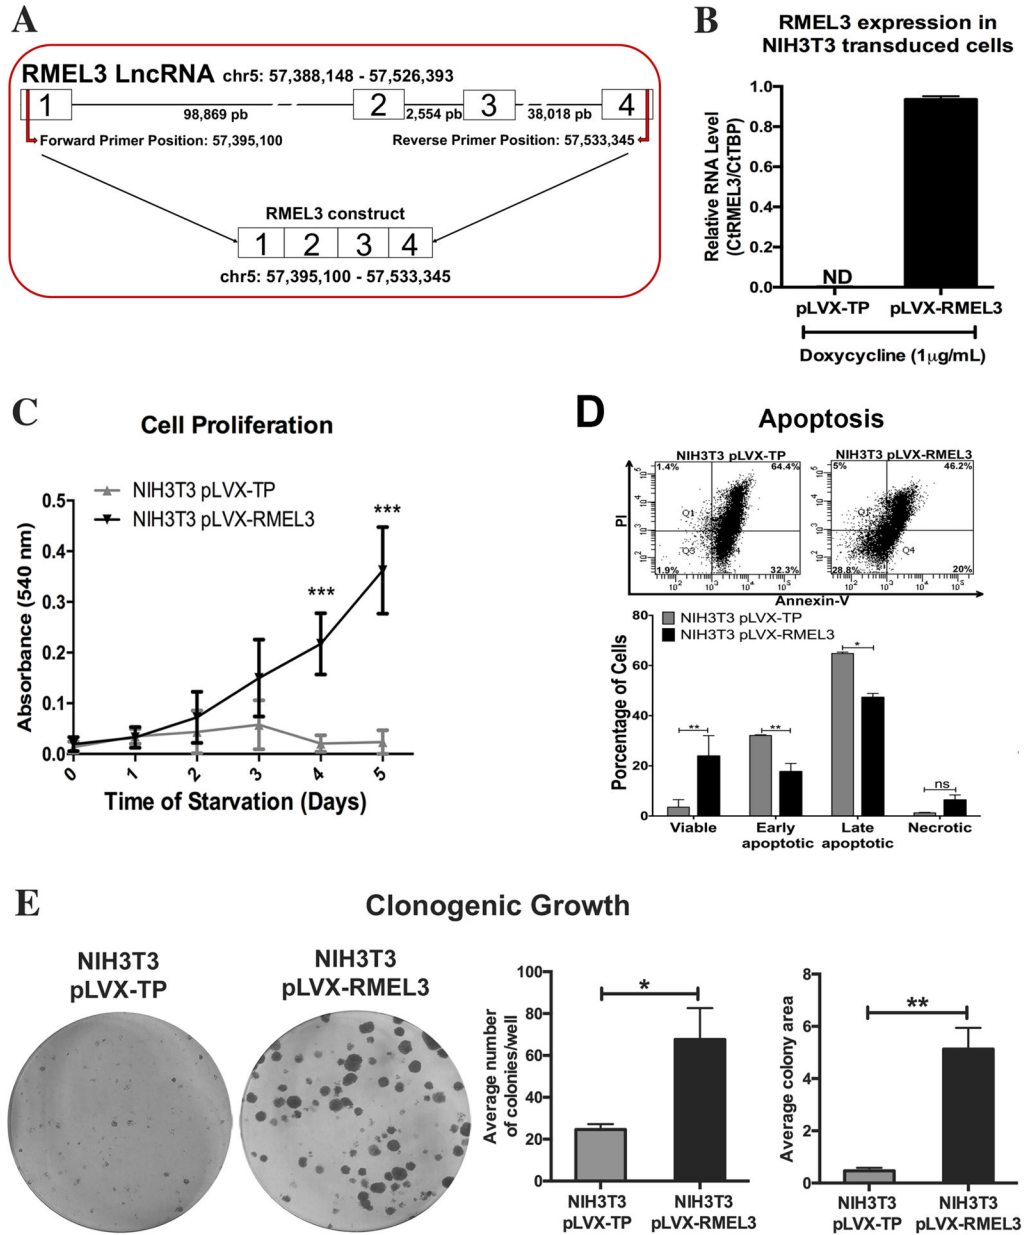 A
RMEL3 LncRNA chr5: 57,388,148 - 57,526,393
1 2 3 4
98,869 pb 2,554 pb 38,018 pb
Forward Primer Position: 57,395,100 Reverse Primer Position: 57,533,345
RMEL3 construct
1 2 3 4
chr5: 57,395,100 - 57,533,345
B
RMEL3 expression in
NIH3T3 transduced cells
Relative RNA Level
(CtRMEL3/CtTBP)
1.0
0.8
0.6
0.4
0.2
0.0
ND
pLVX-TP pLVX-RMEL3
Doxycycline (1μg/mL)
C
Cell Proliferation
NIH3T3 pLVX-TP
NIH3T3 pLVX-RMEL3
Absorbance (540 nm)
0.5
0.4
0.3
0.2
0.1
0.0
***
***
0 1 2 3 4 5
Time of Starvation (Days)
D
Apoptosis
NIH3T3 pLVX-TP NIH3T3 pLVX-RMEL3
1.4% 64.4% 5% 46.2%
PI
Q1
Q3
Q4
1.9% 32.3% 28.8% 20%
Annexin-V
NIH3T3 pLVX-TP
NIH3T3 pLVX-RMEL3
Porcentage of Cells
80
60
40
20
0
** ** * ns
Viable Early apoptotic Late apoptotic Necrotic
E
Clonogenic Growth
NIH3T3
pLVX-TP
NIH3T3
pLVX-RMEL3
Average number
of colonies/well
100
80
60
40
20
0
*
NIH3T3 NIH3T3
pLVX-TP pLVX-RMEL3
Average colony area
8
6
4
2
0
**
NIH3T3 NIH3T3
pLVX-TP pLVX-RMEL3